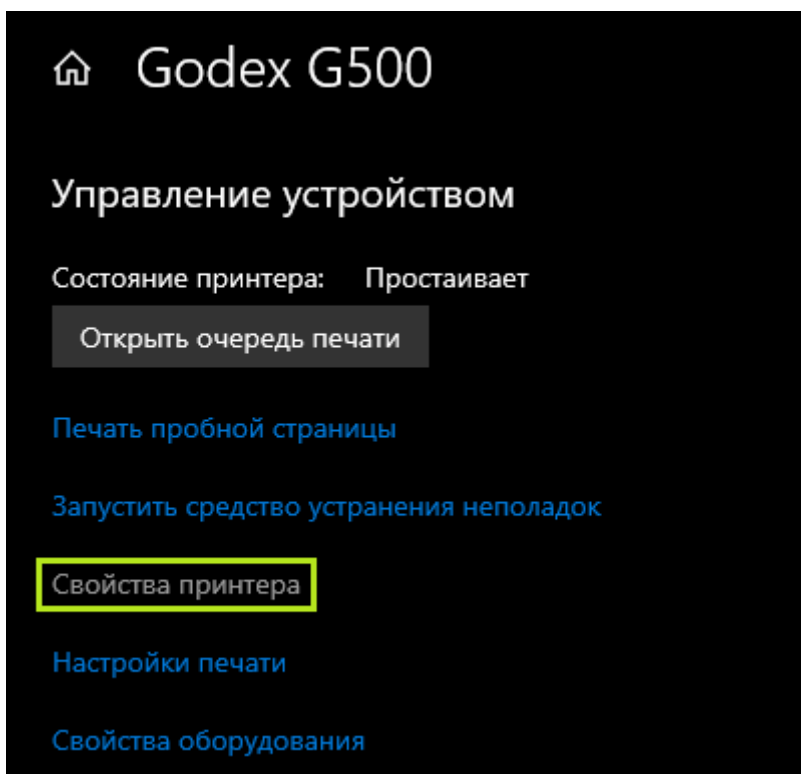 Godex G500
Управление устройством
Состояние принтера: Простаивает
Открыть очередь печати
Печать пробной страницы
Запустить средство устранения неполадок
Свойства принтера
Настройки печати
Свойства оборудования